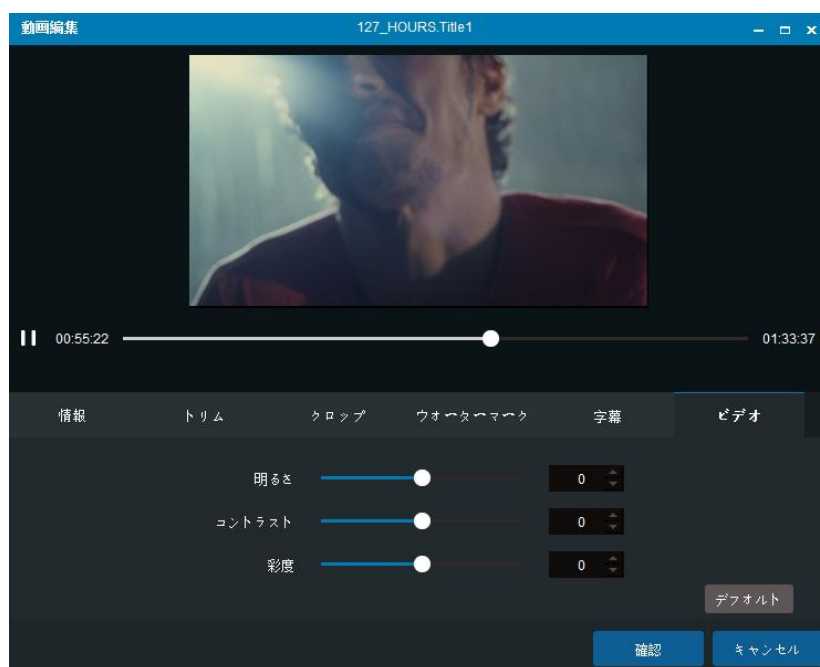 動画編集 127_HOURS.Title1
00:55:22 01:33:37
情報 トリム クロップ ウオーターマーク 字幕 ビデオ
明るさ 0
コントラスト 0
彩度 0
デフォルト
確認 キャンセル